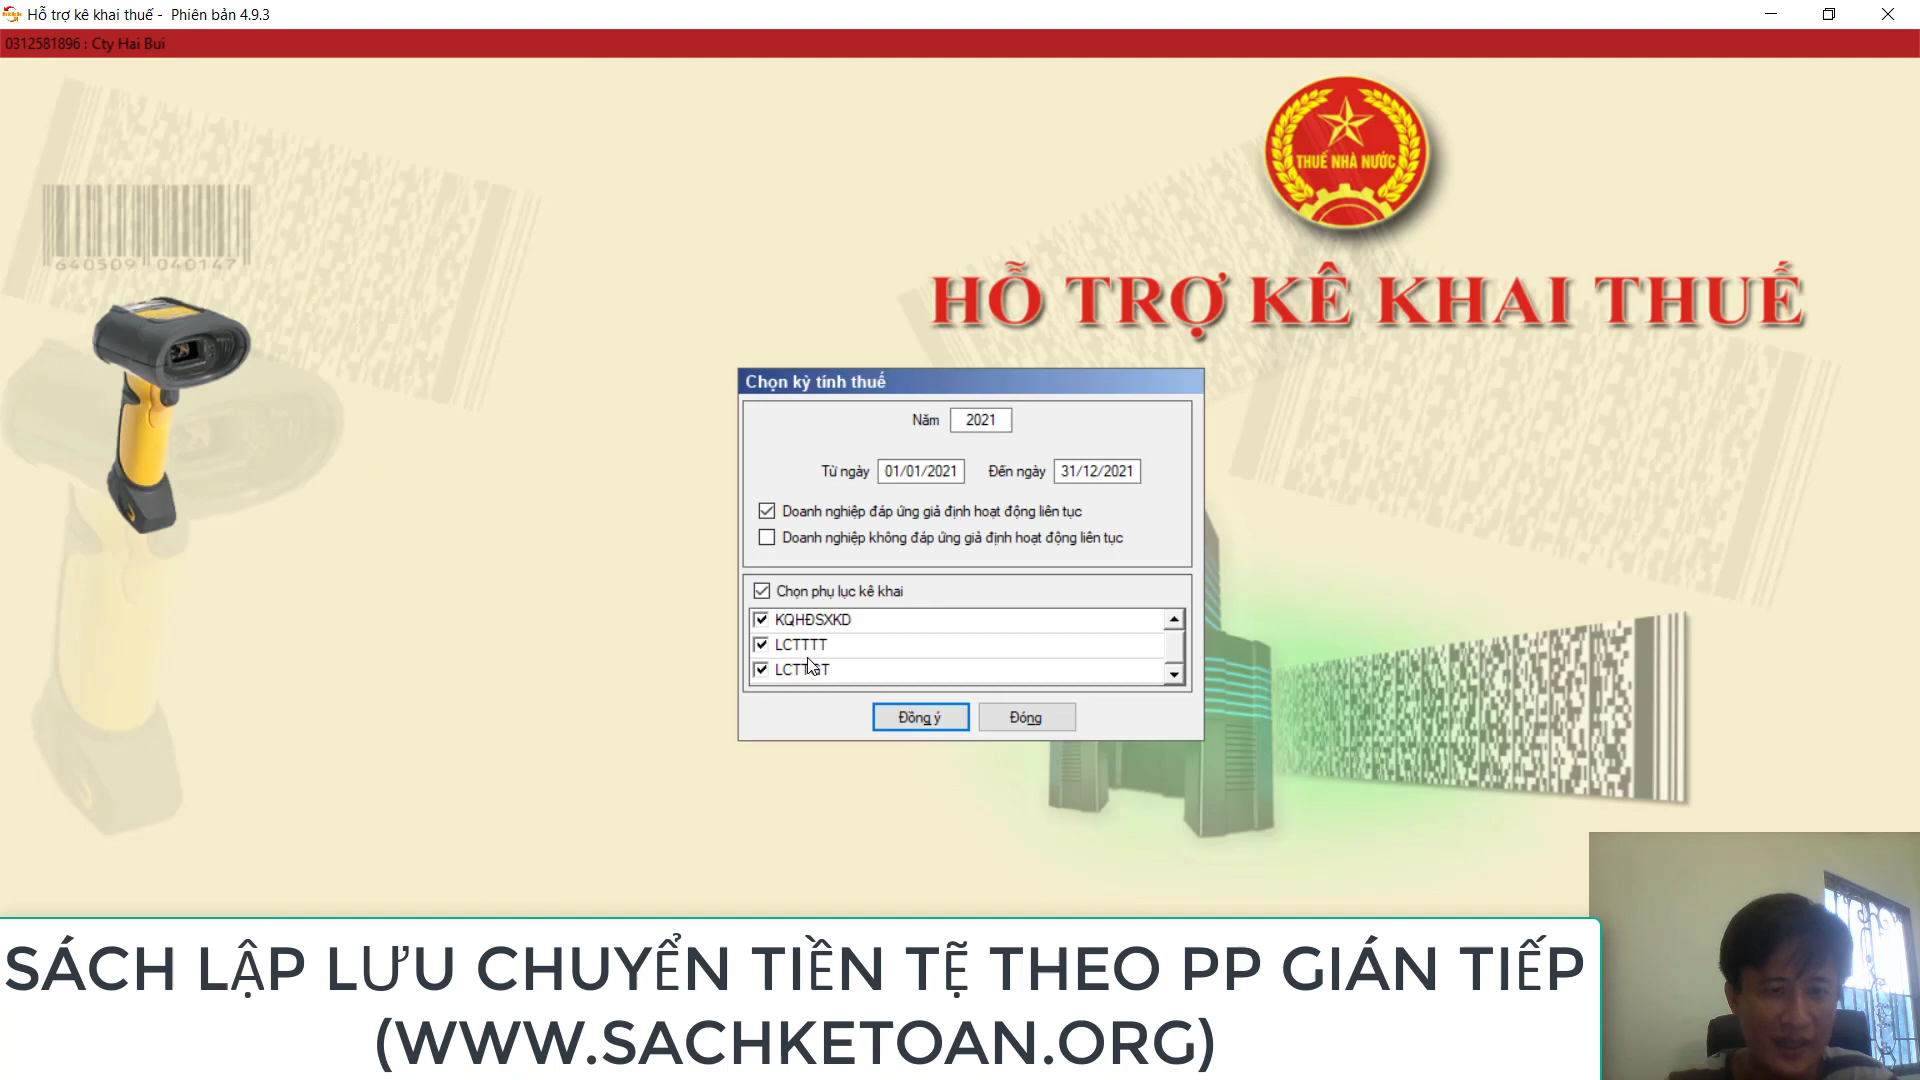 Hỗ trợ kê khai thuế - Phiên bản 4.9.3
0312581896 : Cty Hai Bui
640509 040147
THUẾ NHÀ NƯỚC
HỖ TRỢ KÊ KHAI THUẾ
Chọn kỳ tính thuế
Năm 2021
Từ ngày 01/01/2021 Đến ngày 31/12/2021
Doanh nghiệp đáp ứng giả định hoạt động liên tục
Doanh nghiệp không đáp ứng giả định hoạt động liên tục
Chọn phụ lục kê khai
KQHĐSXKD
LCTTTT
LCTTGT
Đồng ý Đóng
SÁCH LẬP LƯU CHUYỂN TIỀN TỆ THEO PP GIÁN TIẾP
(WWW.SACHKETOAN.ORG)